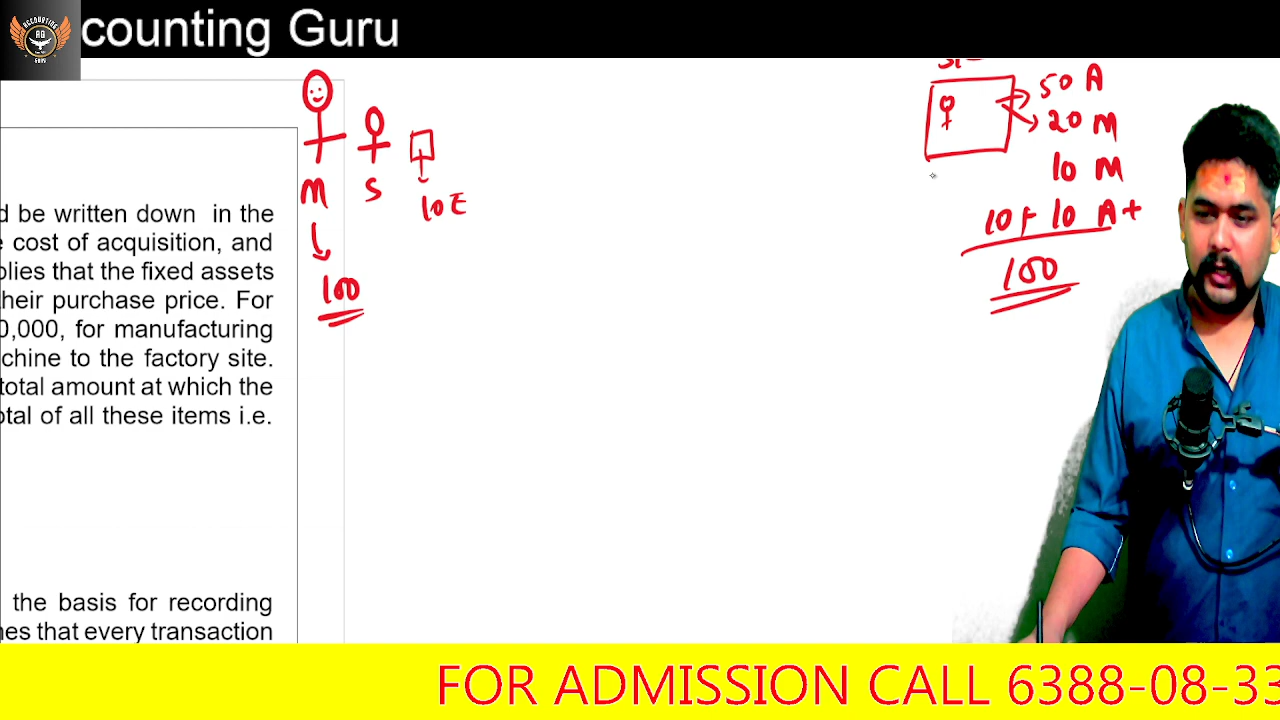 counting Guru
ACCOUNTING
AG
GURU
50 A
20 M
10 M
10+ 10 A+
100
M
S
10 E
100
d be written down in the
cost of acquisition, and
plies that the fixed assets
heir purchase price. For
0,000, for manufacturing
chine to the factory site.
total amount at which the
otal of all these items i.e.
the basis for recording
nes that every transaction
FOR ADMISSION CALL 6388-08-33